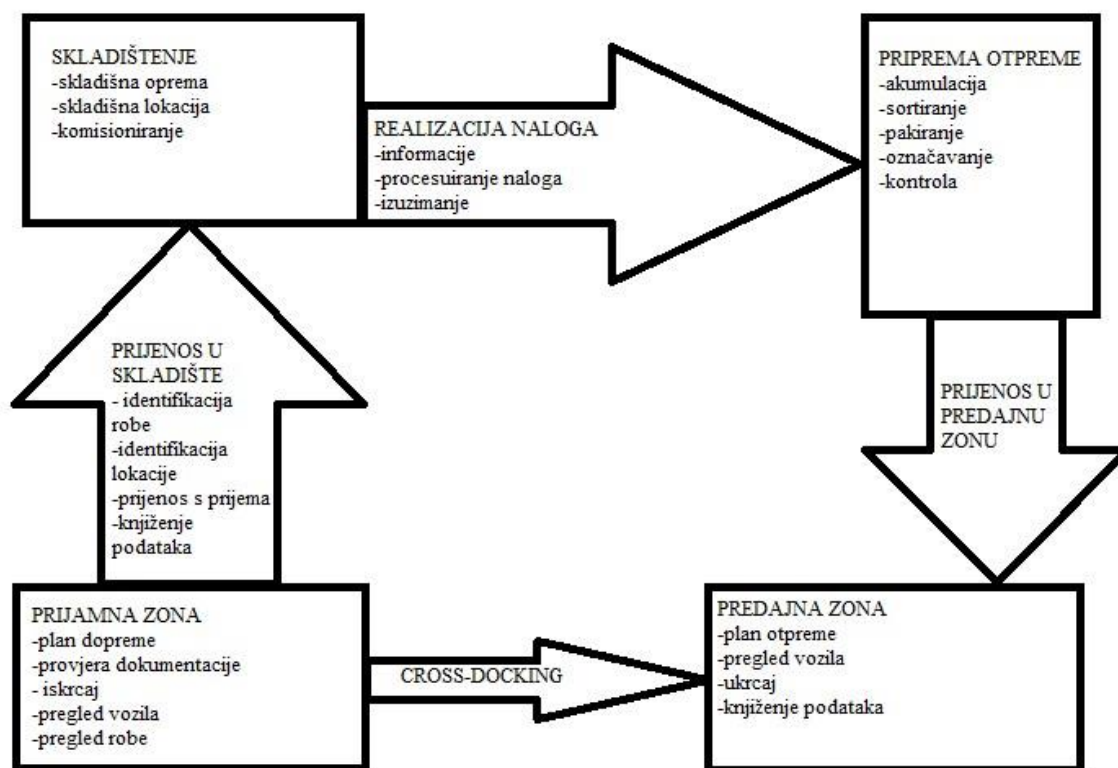 SKLADIŠTENJE
-skladišna oprema
-skladišna lokacija
-komisioniranje
REALIZACIJA NALOGA
-informacije
-procesuiranje naloga
-izuzimanje
PRIPREMA OTPREME
-akumulacija
-sortiranje
-pakiranje
-označavanje
-kontrola
PRIJENOS U
SKLADIŠTE
- identifikacija
robe
-identifikacija
lokacije
-prijenos s prijema
-knjiženje
podataka
PRIJENOS U
PREDAJNU
ZONU
PRIJAMNA ZONA
-plan dopreme
-provjera dokumentacije
- iskrcaj
-pregled vozila
-pregled robe
CROSS-DOCKING
PREDAJNA ZONA
-plan otpreme
-pregled vozila
-ukrcaj
-knjiženje podataka